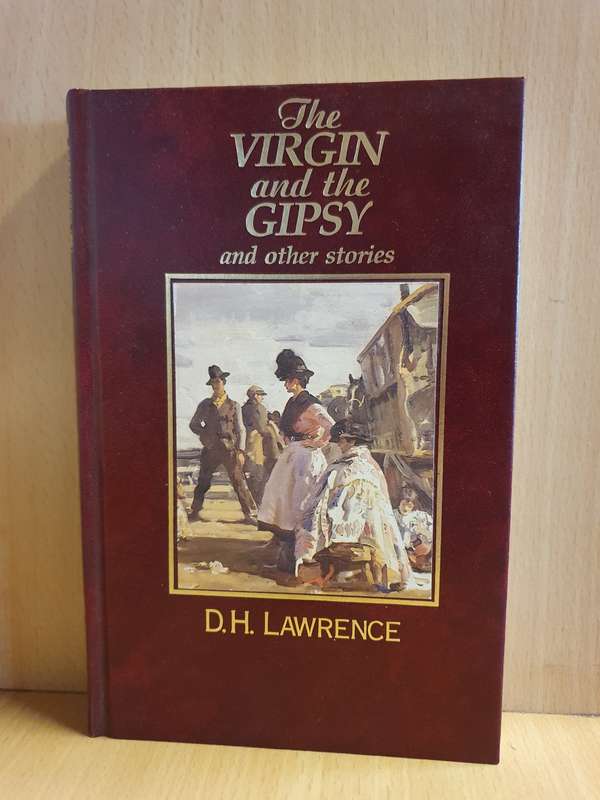 The
VIRGIN
and the
GIPSY
and other stories
D.H. LAWRENCE